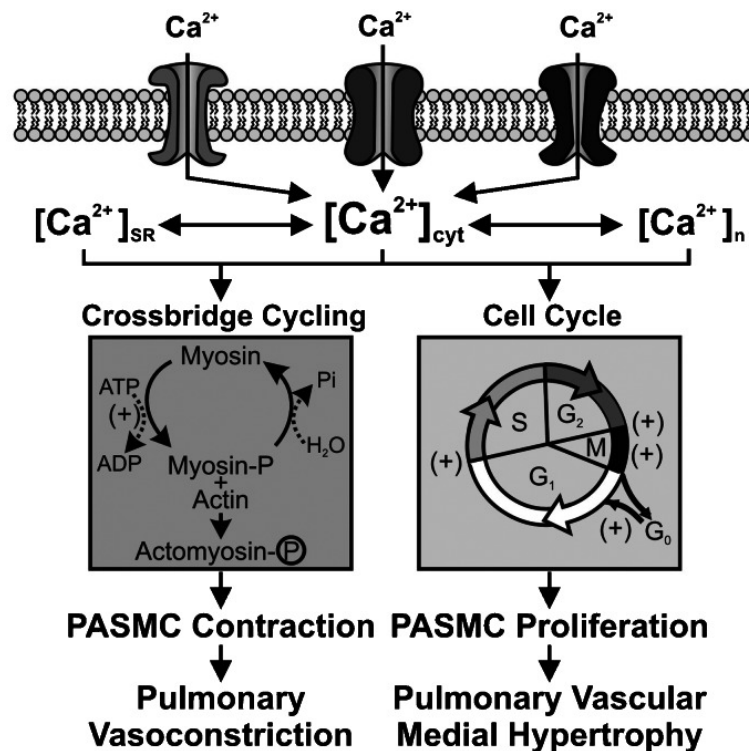 Ca²⁺ Ca²⁺ Ca²⁺
[Ca²⁺]SR [Ca²⁺]cyt [Ca²⁺]n
Crossbridge Cycling
Myosin
ATP
(+)
ADP
Pi
H₂O
Myosin-P
+
Actin
Actomyosin-P
PASMC Contraction
Pulmonary
Vasoconstriction
Cell Cycle
S
G₂
(+)
M
(+)
(+)
G₁
(+)
G₀
PASMC Proliferation
Pulmonary Vascular
Medial Hypertrophy